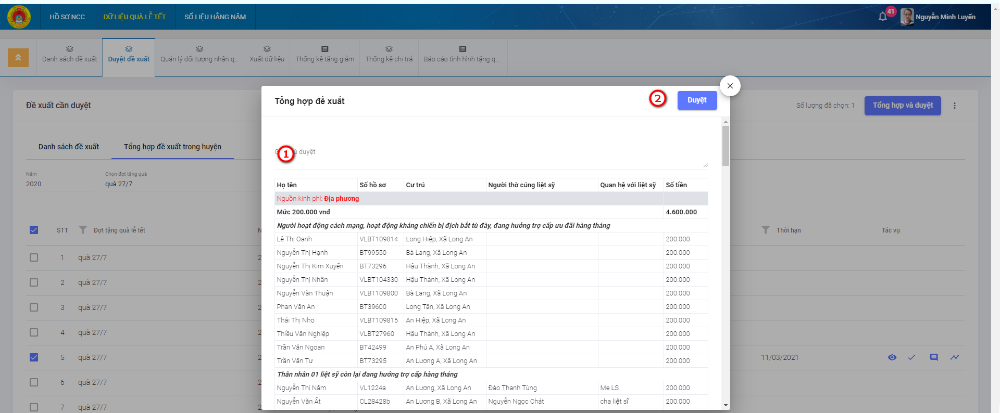 HỒ SƠ NCC
DỮ LIỆU QUÀ LỄ TẾT
SỐ LIỆU HẰNG NĂM
41
Nguyễn Minh Luyến
Danh sách đề xuất
Duyệt đề xuất
Quản lý đối tượng nhận q...
Xuất dữ liệu
Thống kê tăng giảm
Thống kê chi trả
Báo cáo tình hình tặng q...
Đề xuất cần duyệt
Số lượng đã chọn: 1
Tổng hợp và duyệt
Danh sách đề xuất
Tổng hợp đề xuất trong huyện
Năm
2020
Chọn đợt tặng quà
quà 27/7
STT
Đợt tặng quà lễ tết
N
Thời hạn
Tác vụ
1 quà 27/7 2
2 quà 27/7 2
3 quà 27/7 2
4 quà 27/7 2
5 quà 27/7 2 11/03/2021
6 quà 27/7 2
7 quà 27/7 2
Tổng hợp đề xuất
2
Duyệt
1
duyệt
Họ tên Số hồ sơ Cư trú Người thờ cúng liệt sỹ Quan hệ với liệt sỹ Số tiền
Nguồn kinh phí: Địa phương
Mức 200.000 vnđ 4.600.000
Người hoạt động cách mạng, hoạt động kháng chiến bị địch bắt tù đày, đang hưởng trợ cấp ưu đãi hàng tháng
Lê Thị Oanh VLBT109814 Long Hiệp, Xã Long An 200.000
Nguyễn Thị Hạnh BT99550 Bà Lang, Xã Long An 200.000
Nguyễn Thị Kim Xuyến BT73296 Hậu Thành, Xã Long An 200.000
Nguyễn Thị Nhân VLBT104330 Hậu Thành, Xã Long An 200.000
Nguyễn Văn Thuận VLBT109800 Bà Lang, Xã Long An 200.000
Phan Văn An BT39600 Long Tân, Xã Long An 200.000
Thái Thị Nho VLBT109815 An Hiệp, Xã Long An 200.000
Thiều Văn Nghiệp VLBT27960 Hậu Thành, Xã Long An 200.000
Trần Văn Ngoan BT42499 An Phú A, Xã Long An 200.000
Trần Văn Tư BT73295 An Lương A, Xã Long An 200.000
Thân nhân 01 liệt sỹ còn lại đang hưởng trợ cấp hàng tháng
Nguyễn Thị Năm VL1224a An Lương, Xã Long An Đào Thanh Tùng Mẹ LS 200.000
Nguyễn Văn Ất CL28428b An Lương B, Xã Long An Nguyễn Ngọc Chát cha liệt sĩ 200.000